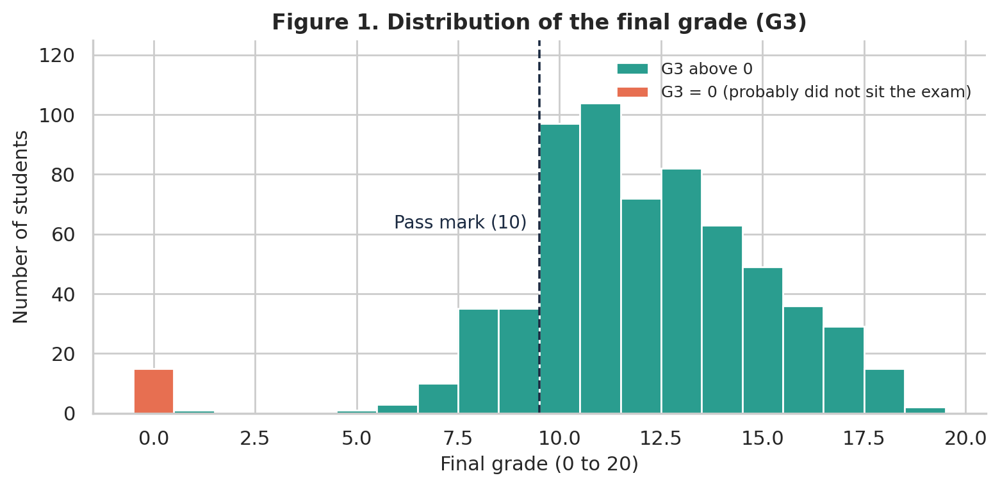 Figure 1. Distribution of the final grade (G3)
120
100
80
60
40
20
0
Number of students
G3 above 0
G3 = 0 (probably did not sit the exam)
Pass mark (10)
0.0 2.5 5.0 7.5 10.0 12.5 15.0 17.5 20.0
Final grade (0 to 20)